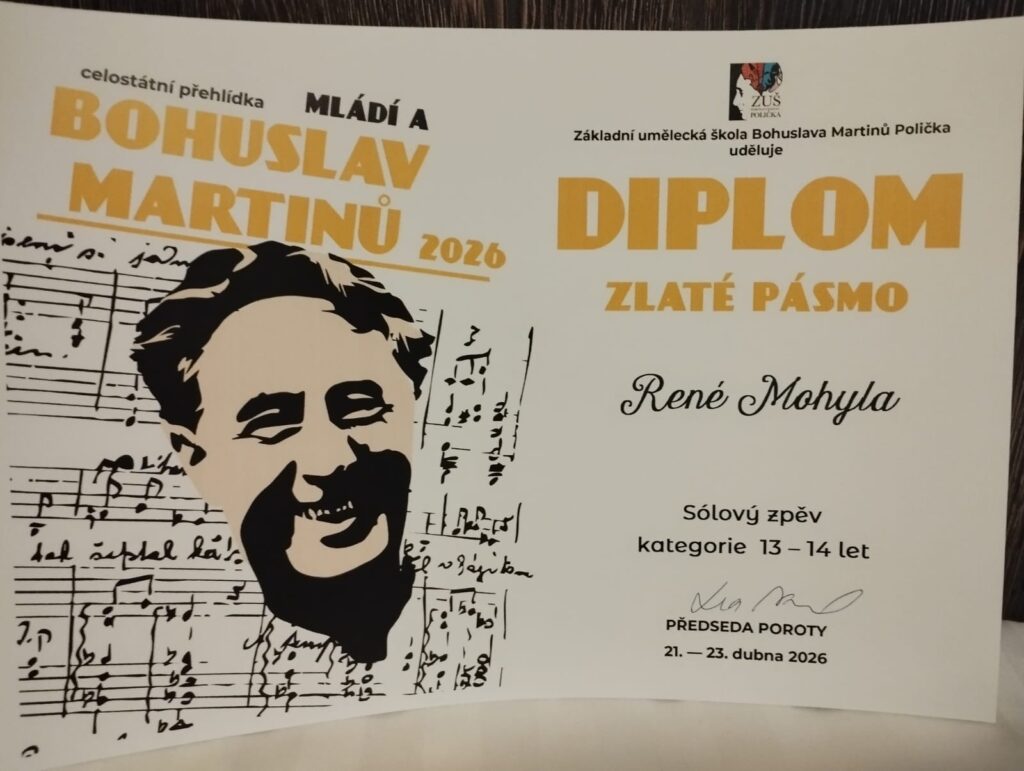 celostátní přehlídka
MLÁDÍ A
BOHUSLAV
MARTINŮ 2026
ZUŠ
POLIČKA
Základní umělecká škola Bohuslava Martinů Polička
uděluje
DIPLOM
ZLATÉ PÁSMO
René Mohyla
Sólový zpěv
kategorie 13 – 14 let
PŘEDSEDA POROTY
21. — 23. dubna 2026